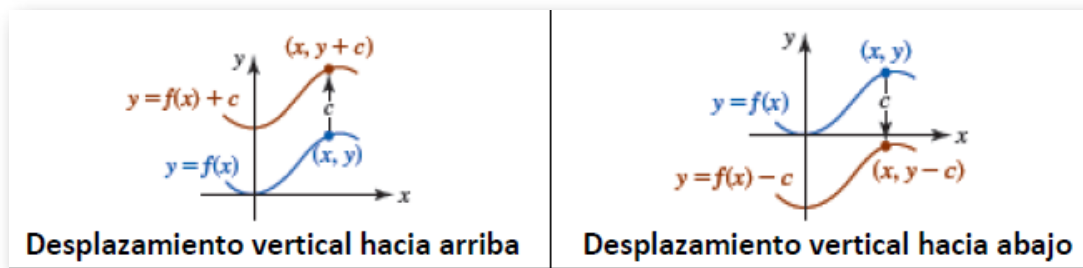 y
(x, y + c)
y = f(x) + c
c
y = f(x)
(x, y)
x
Desplazamiento vertical hacia arriba
y
(x, y)
y = f(x)
c
x
y = f(x) – c
(x, y – c)
Desplazamiento vertical hacia abajo